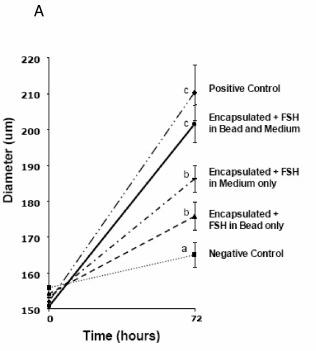 A
220
210
200
190
180
170
160
150
Diameter (um)
c
c
b
b
a
Positive Control
Encapsulated + FSH
in Bead and Medium
Encapsulated + FSH
in Medium only
Encapsulated +
FSH in Bead only
Negative Control
0
72
Time (hours)